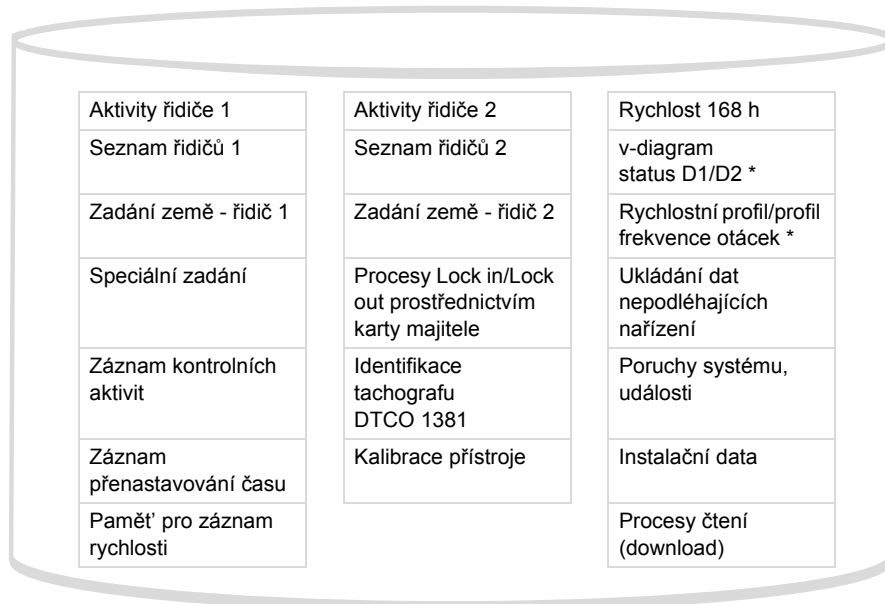 Aktivity řidiče 1
Seznam řidičů 1
Zadání země - řidič 1
Speciální zadání
Záznam kontrolních
aktivit
Záznam
přenastavování času
Pamět’ pro záznam
rychlosti
Aktivity řidiče 2
Seznam řidičů 2
Zadání země - řidič 2
Procesy Lock in/Lock
out prostřednictvím
karty majitele
Identifikace
tachografu
DTCO 1381
Kalibrace přístroje
Rychlost 168 h
v-diagram
status D1/D2 *
Rychlostní profil/profil
frekvence otácek *
Ukládání dat
nepodléhajících
nařízení
Poruchy systému,
události
Instalační data
Procesy čtení
(download)